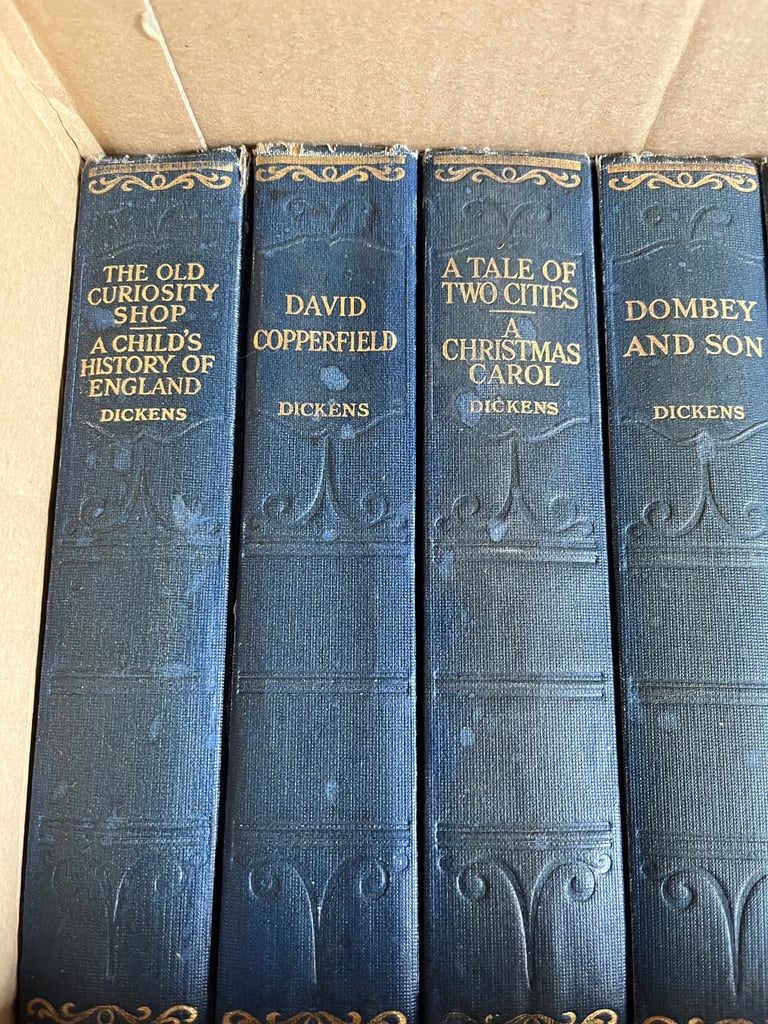 THE OLD
CURIOSITY
SHOP
A CHILD'S
HISTORY OF
ENGLAND
DICKENS
DAVID
COPPERFIELD
DICKENS
A TALE OF
TWO CITIES
A
CHRISTMAS
CAROL
DICKENS
DOMBEY
AND SON
DICKENS